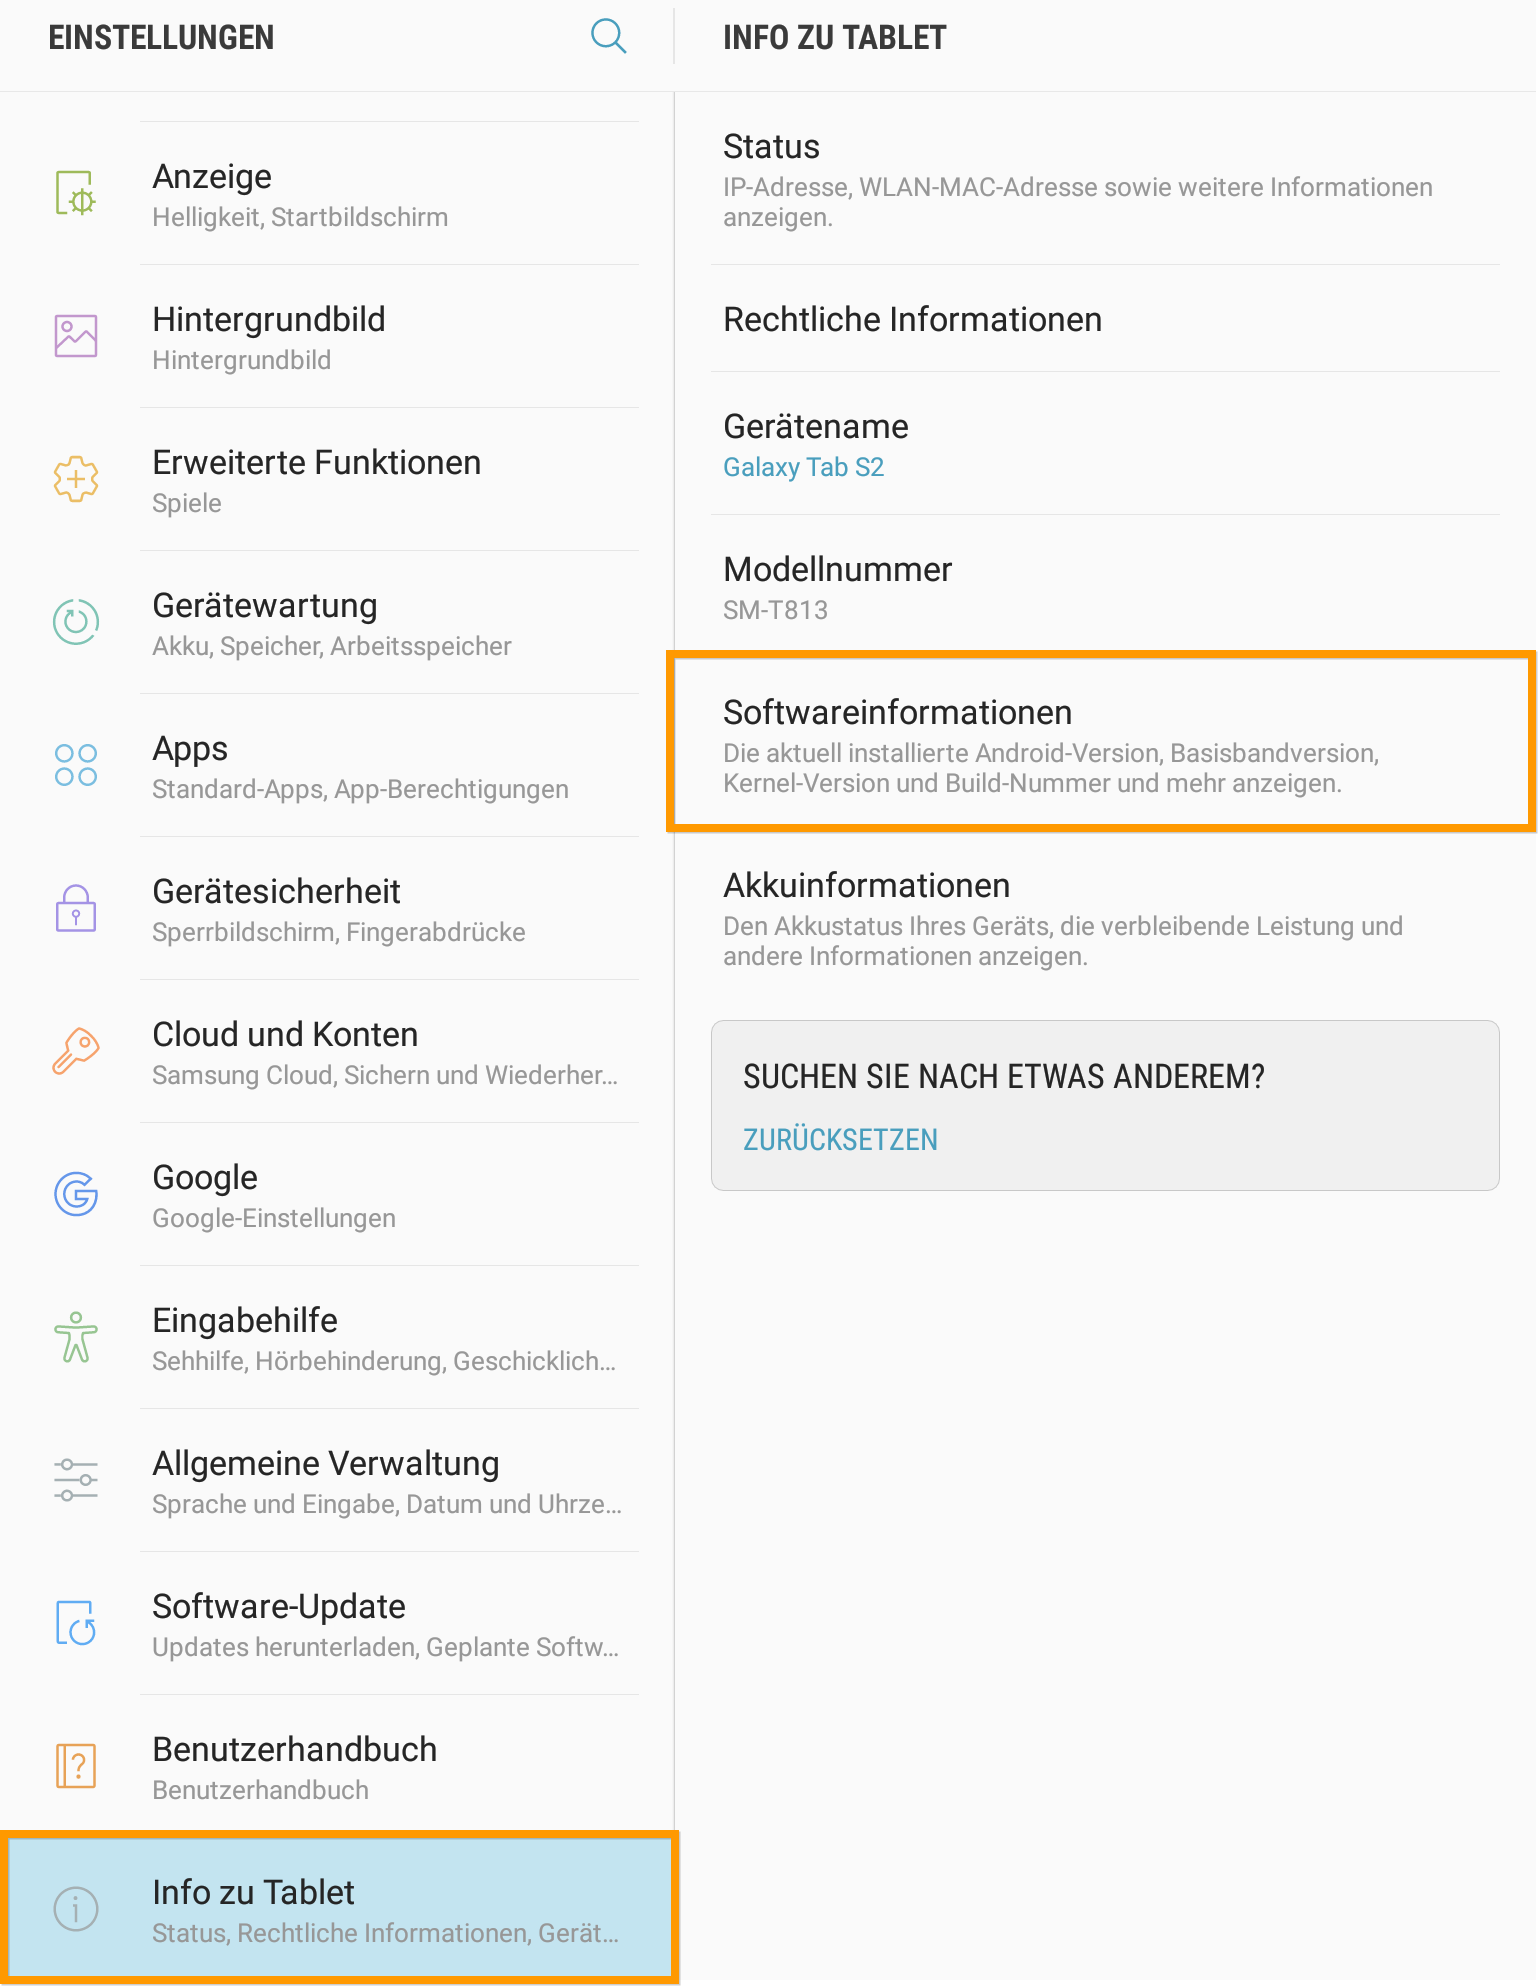 EINSTELLUNGEN
Anzeige
Helligkeit, Startbildschirm
Hintergrundbild
Hintergrundbild
Erweiterte Funktionen
Spiele
Gerätewartung
Akku, Speicher, Arbeitsspeicher
Apps
Standard-Apps, App-Berechtigungen
Gerätesicherheit
Sperrbildschirm, Fingerabdrücke
Cloud und Konten
Samsung Cloud, Sichern und Wiederher...
Google
Google-Einstellungen
Eingabehilfe
Sehhilfe, Hörbehinderung, Geschicklich...
Allgemeine Verwaltung
Sprache und Eingabe, Datum und Uhrze...
Software-Update
Updates herunterladen, Geplante Softw...
Benutzerhandbuch
Benutzerhandbuch
Info zu Tablet
Status, Rechtliche Informationen, Gerät...
INFO ZU TABLET
Status
IP-Adresse, WLAN-MAC-Adresse sowie weitere Informationen
anzeigen.
Rechtliche Informationen
Gerätename
Galaxy Tab S2
Modellnummer
SM-T813
Softwareinformationen
Die aktuell installierte Android-Version, Basisbandversion,
Kernel-Version und Build-Nummer und mehr anzeigen.
Akkuinformationen
Den Akkustatus Ihres Geräts, die verbleibende Leistung und
andere Informationen anzeigen.
SUCHEN SIE NACH ETWAS ANDEREM?
ZURÜCKSETZEN